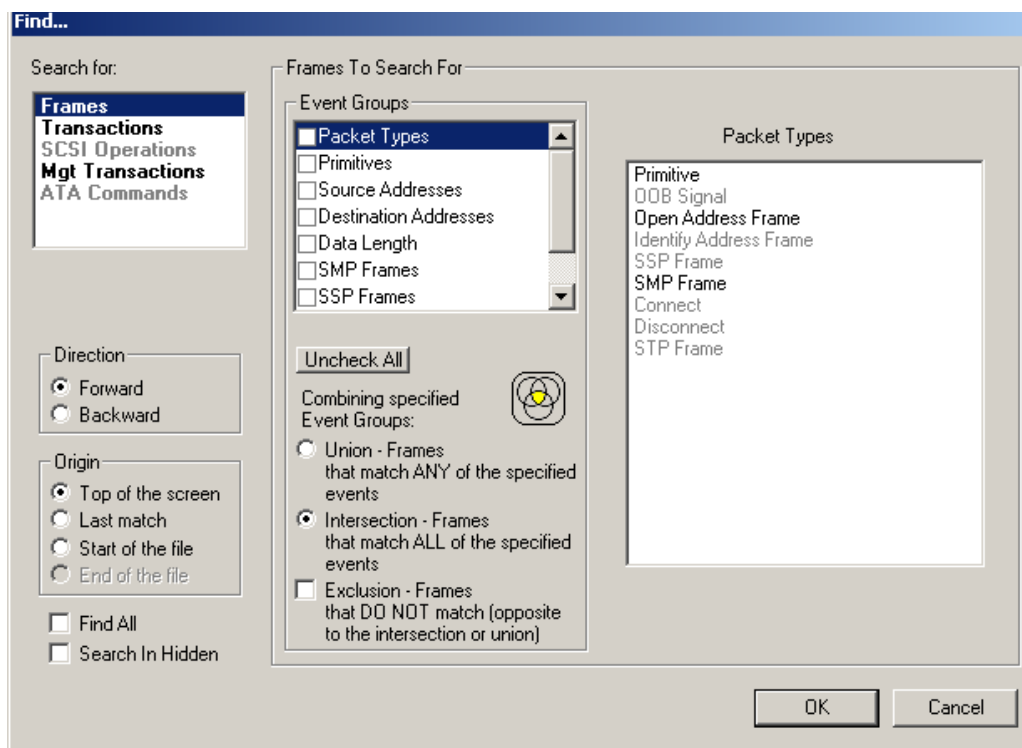 Find...
Search for:
Frames
Transactions
SCSI Operations
Mgt Transactions
ATA Commands
Direction
Forward
Backward
Origin
Top of the screen
Last match
Start of the file
End of the file
Find All
Search In Hidden
Frames To Search For
Event Groups
Packet Types
Primitives
Source Addresses
Destination Addresses
Data Length
SMP Frames
SSP Frames
Uncheck All
Combining specified
Event Groups:
Union - Frames
that match ANY of the specified
events
Intersection - Frames
that match ALL of the specified
events
Exclusion - Frames
that DO NOT match (opposite
to the intersection or union)
Packet Types
Primitive
OOB Signal
Open Address Frame
Identify Address Frame
SSP Frame
SMP Frame
Connect
Disconnect
STP Frame
OK
Cancel